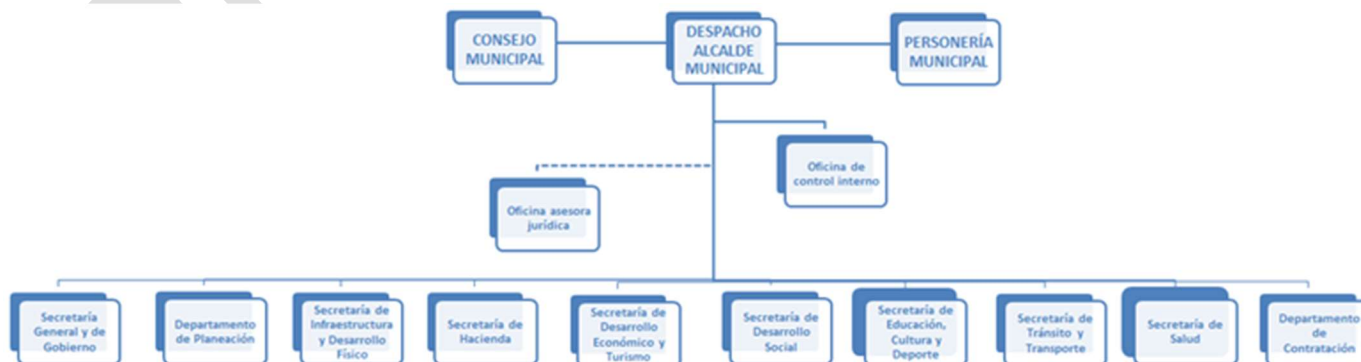 CONSEJO
MUNICIPAL
DESPACHO
ALCALDE
MUNICIPAL
PERSONERÍA
MUNICIPAL
Oficina de
control interno
Oficina asesora
jurídica
Secretaría
General y de
Gobierno
Departamento
de Planeación
Secretaría de
Infraestructura
y Desarrollo
Físico
Secretaría de
Hacienda
Secretaría de
Desarrollo
Económico y
Turismo
Secretaría de
Desarrollo
Social
Secretaría de
Educación,
Cultura y
Deporte
Secretaría de
Tránsito y
Transporte
Secretaría de
Salud
Departamento
de
Contratación